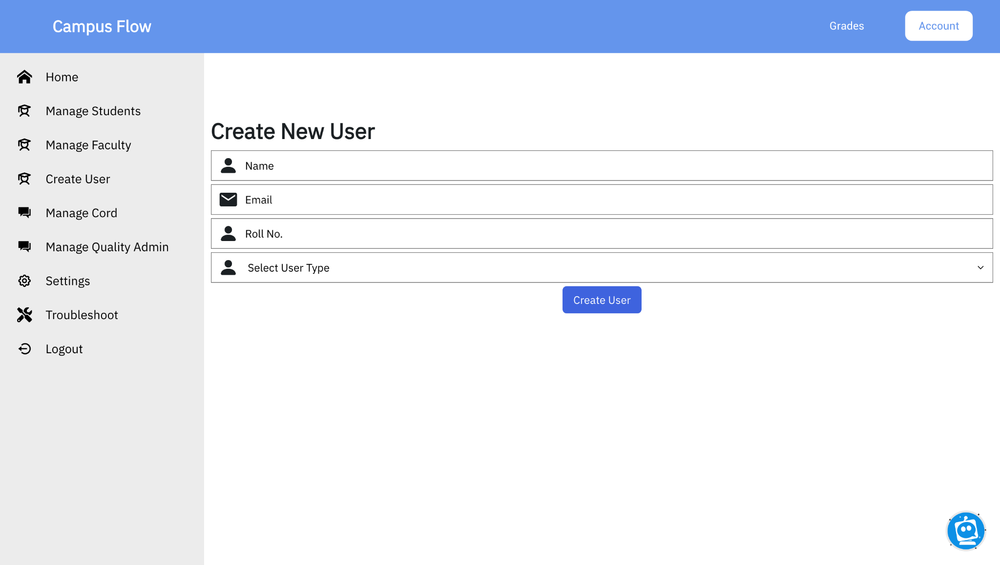 Campus Flow
Grades
Account
Home
Manage Students
Manage Faculty
Create User
Manage Cord
Manage Quality Admin
Settings
Troubleshoot
Logout
Create New User
Name
Email
Roll No.
Select User Type
Create User